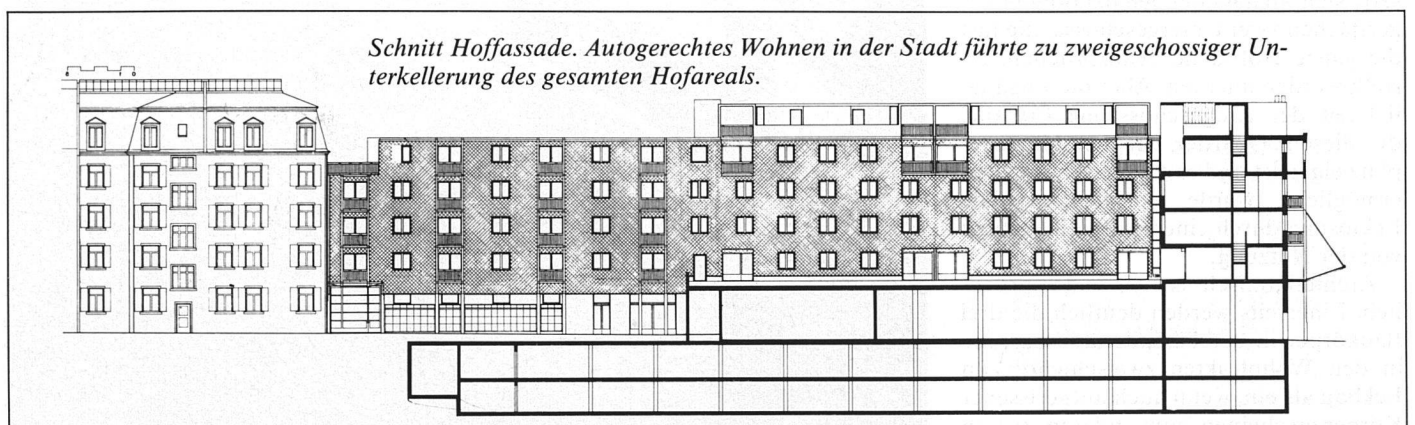 Schnitt Hoffassade. Autogerechtes Wohnen in der Stadt führte zu zweigeschossiger Un-
terkellerung des gesamten Hofareals.